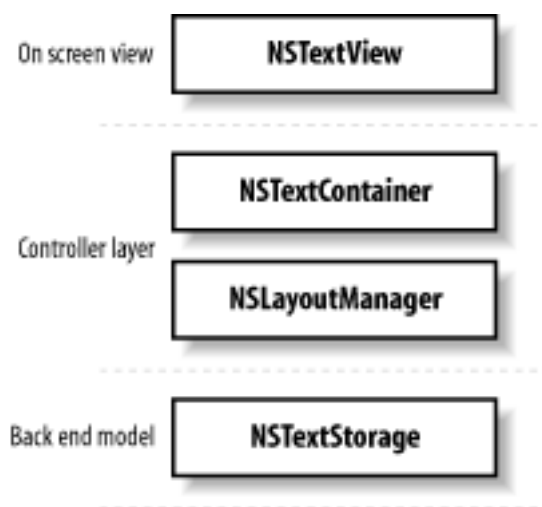 On screen view
NSTextView
NSTextContainer
Controller layer
NSLayoutManager
Back end model
NSTextStorage